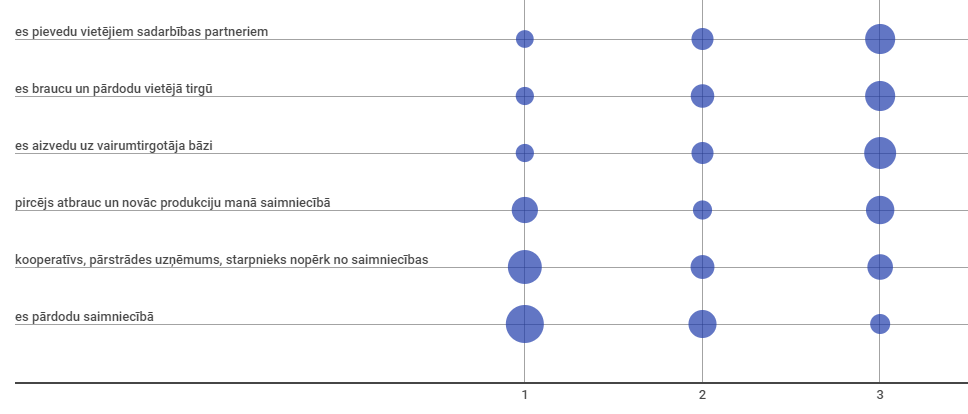 es pievedu vietējiem sadarbības partneriem
es braucu un pārdodu vietējā tirgū
es aizvedu uz vairumtirgotāja bāzi
pircējs atbrauc un novāc produkciju manā saimniecībā
kooperatīvs, pārstrādes uzņēmums, starpnieks nopērk no saimniecības
es pārdodu saimniecībā
1 2 3